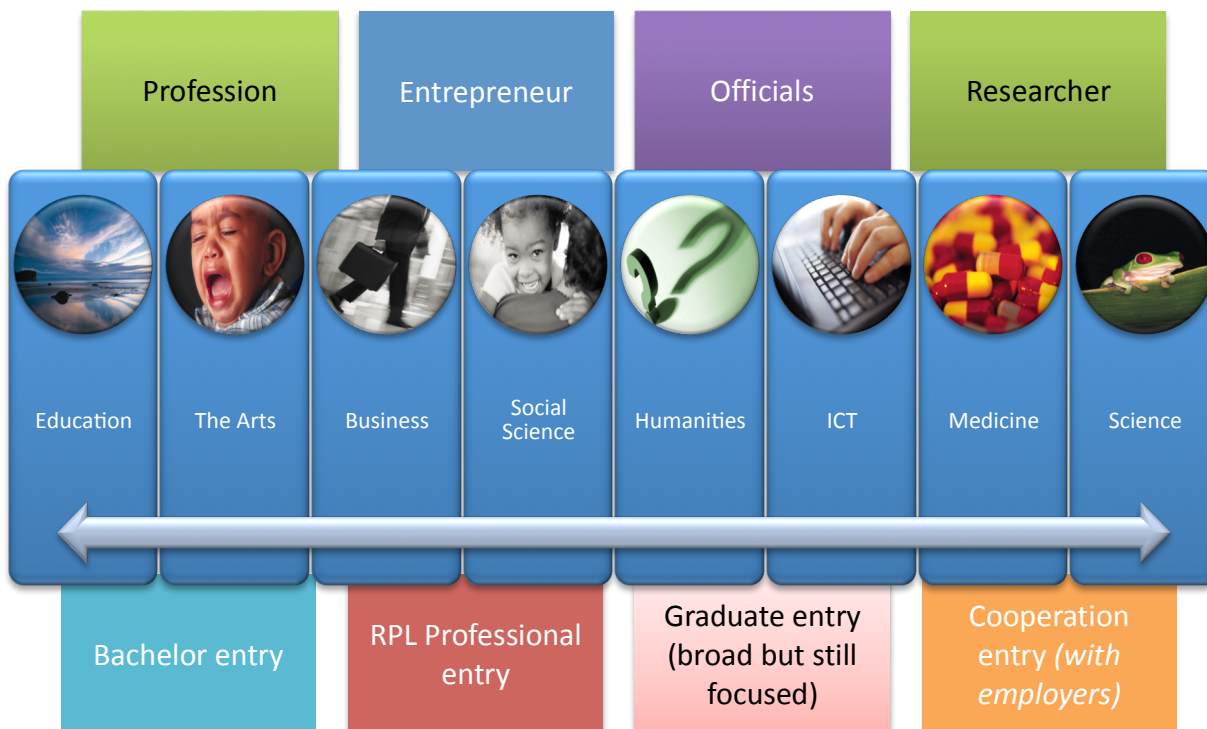 Profession
Entrepreneur
Officials
Researcher
Education
The Arts
Business
Social
Science
Humanities
ICT
Medicine
Science
Bachelor entry
RPL Professional
entry
Graduate entry
(broad but still
focused)
Cooperation
entry (with
employers)